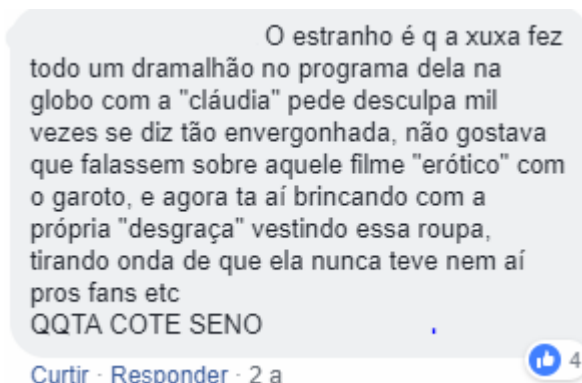 O estranho é q a xuxa fez
todo um dramalhão no programa dela na
globo com a "cláudia" pede desculpa mil
vezes se diz tão envergonhada, não gostava
que falassem sobre aquele filme "erótico" com
o garoto, e agora ta aí brincando com a
própria "desgraça" vestindo essa roupa,
tirando onda de que ela nunca teve nem aí
pros fans etc
QQTA COTE SENO
4
Curtir · Responder · 2 a